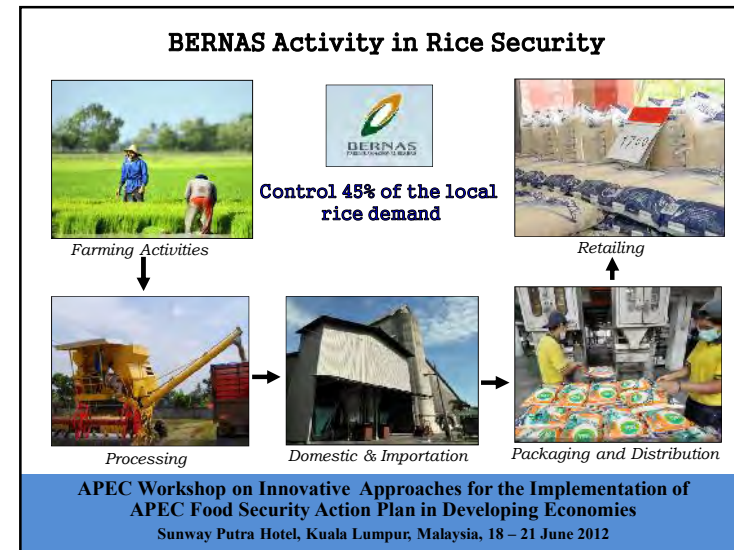 BERNAS Activity in Rice Security
BERNAS
Control 45% of the local
rice demand
1760
Farming Activities
Retailing
Processing
Domestic & Importation
Packaging and Distribution
APEC Workshop on Innovative Approaches for the Implementation of
APEC Food Security Action Plan in Developing Economies
Sunway Putra Hotel, Kuala Lumpur, Malaysia, 18 – 21 June 2012